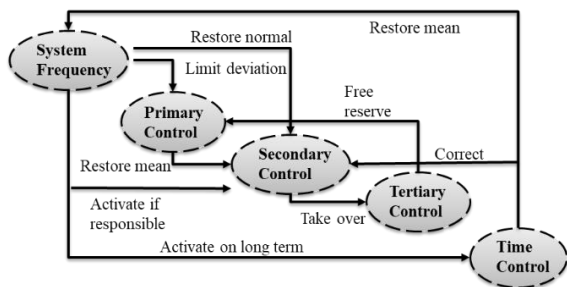 Restore mean
System
Frequency
Restore normal
Limit deviation
Free
reserve
Primary
Control
Restore mean
Secondary
Control
Correct
Activate if
responsible
Take over
Tertiary
Control
Activate on long term
Time
Control